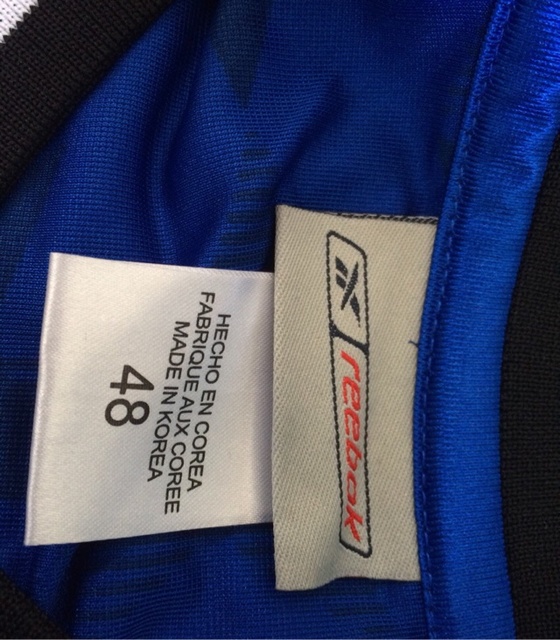 HECHO EN COREA
FABRIQUE AUX COREE
MADE IN KOREA
48
reebok